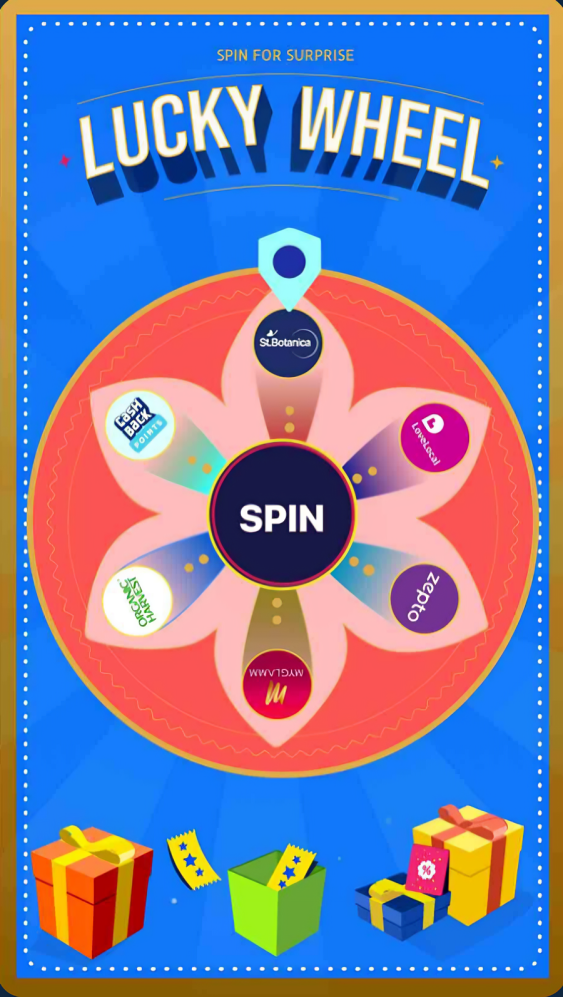 SPIN FOR SURPRISE
LUCKY WHEEL
St.Botanica
CASH
BACK
POINTS
LoveLocal
SPIN
ORGANIC
HARVEST
zepto
MYGLAMM
%